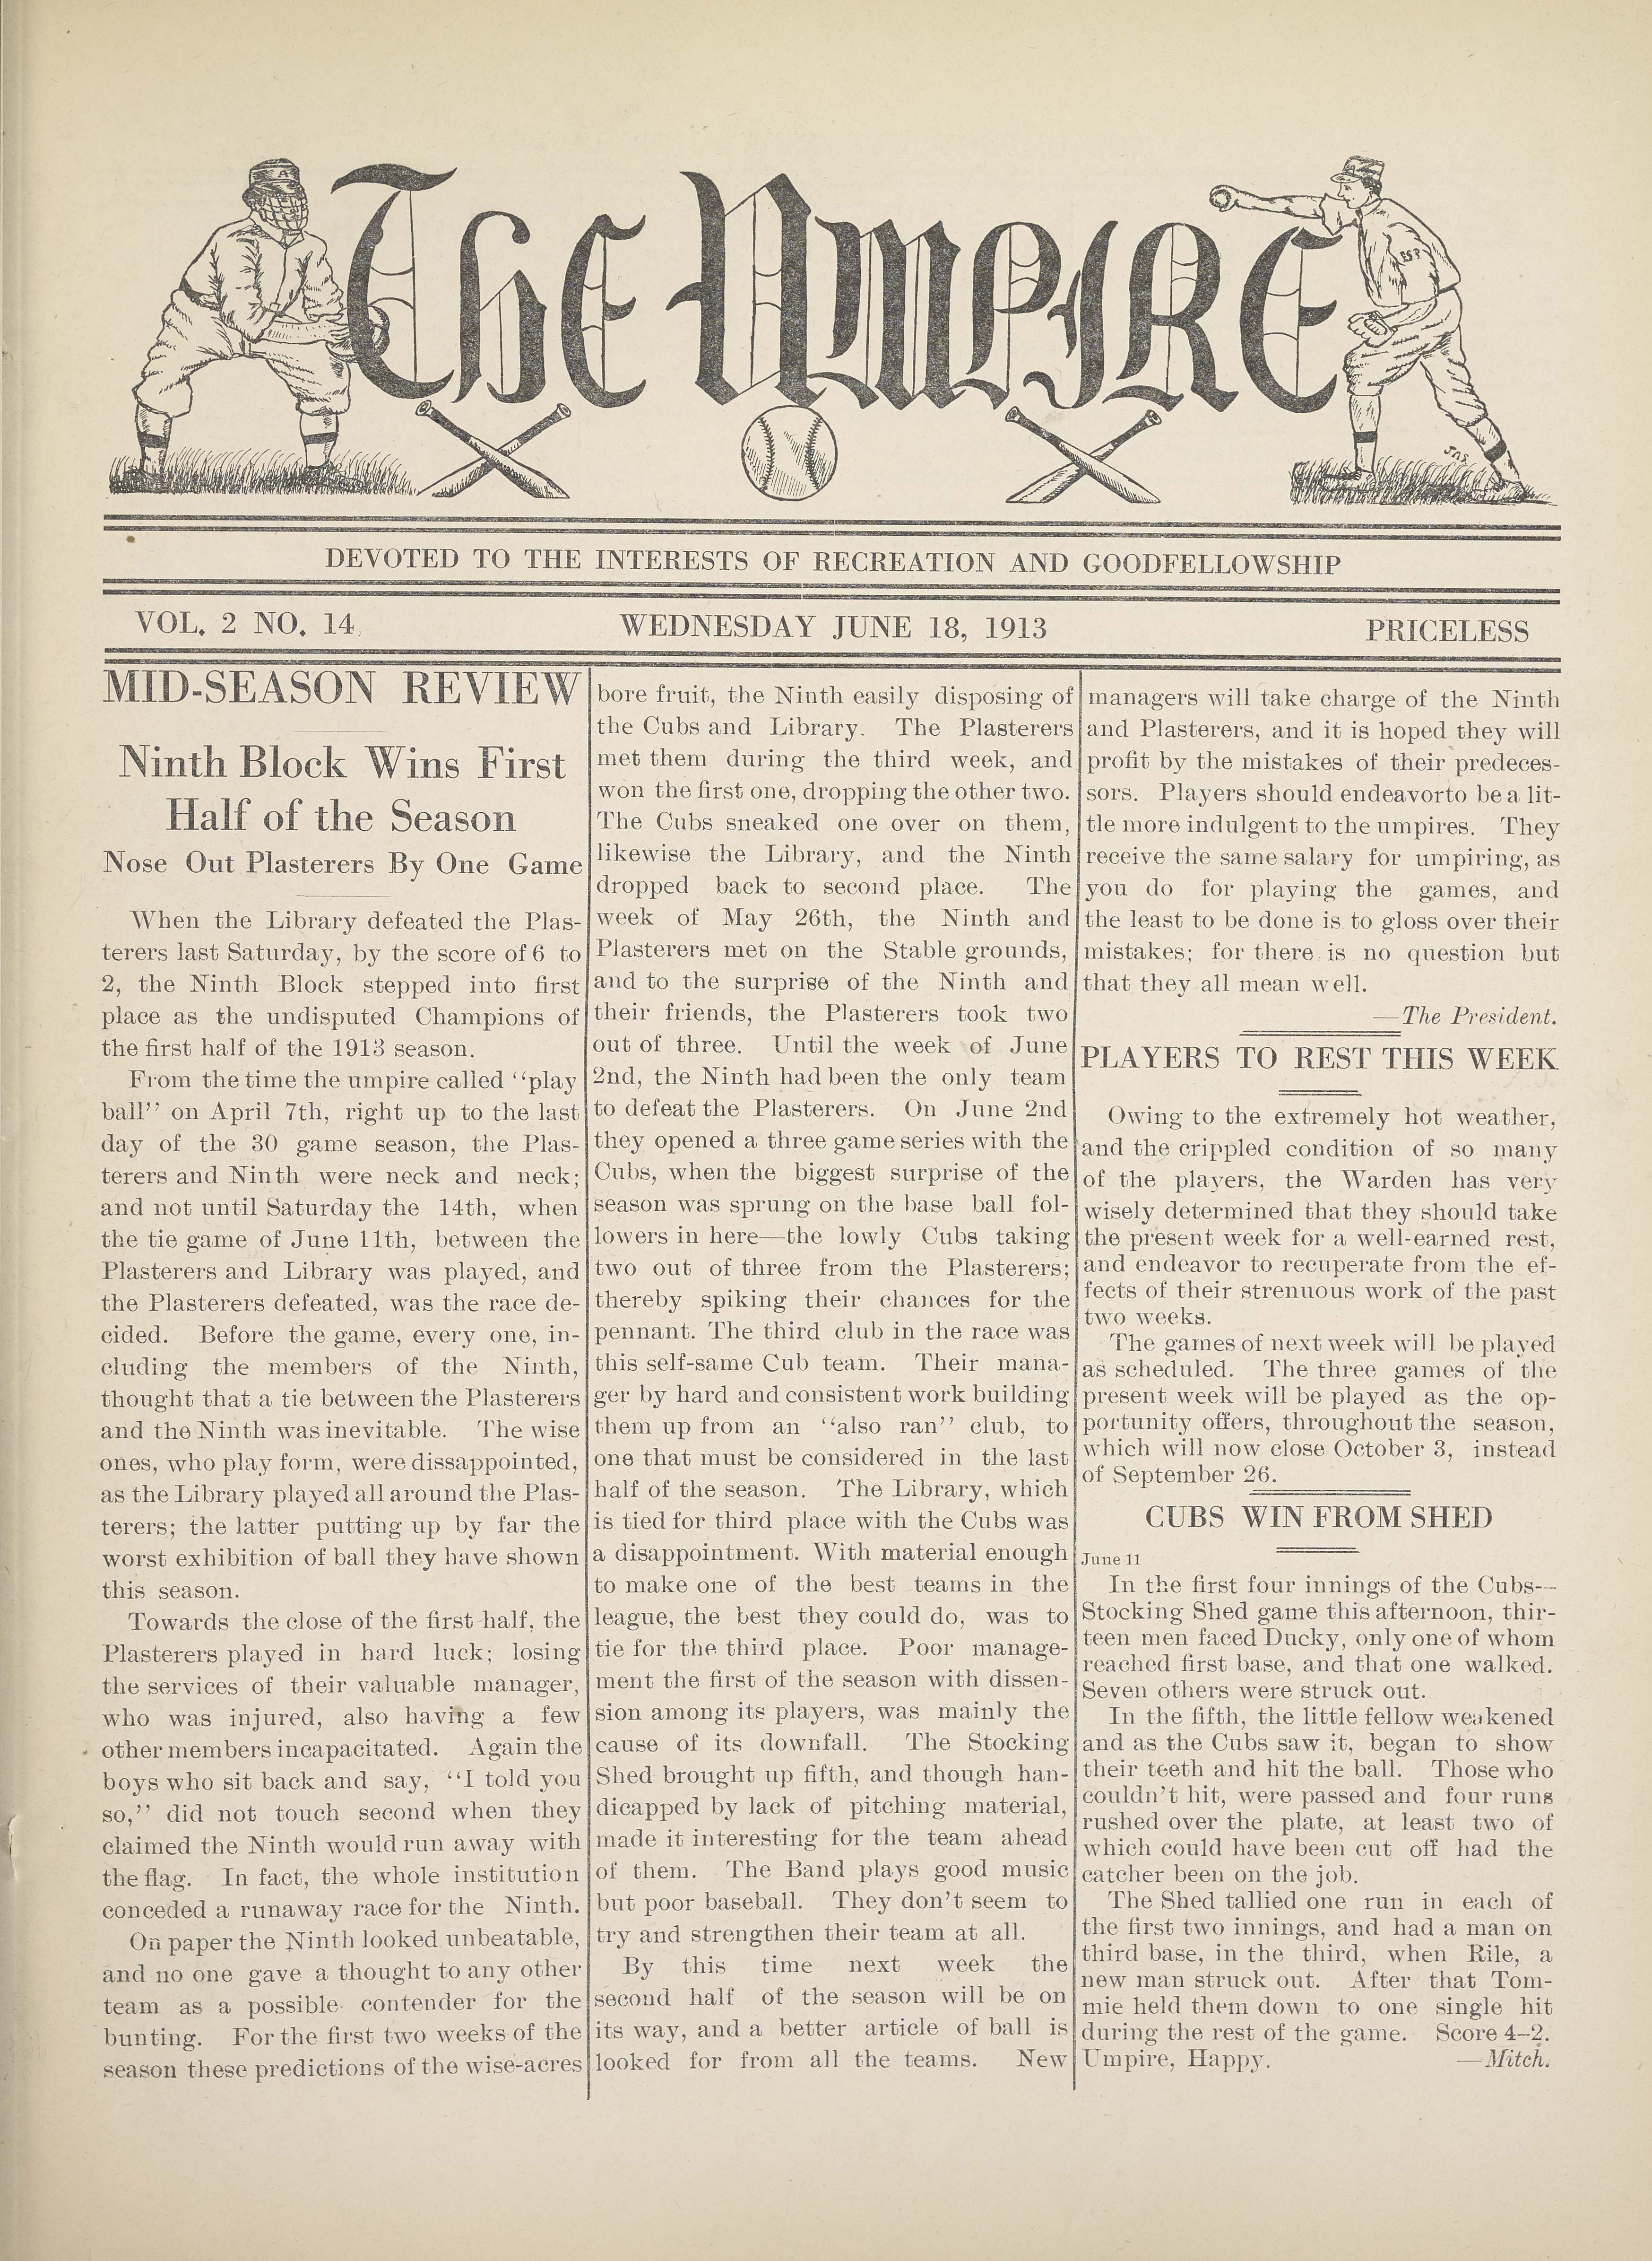 The Umpire
A
ESP
DEVOTED TO THE INTERESTS OF RECREATION AND GOODFELLOWSHIP
VOL. 2 NO. 14
WEDNESDAY JUNE 18, 1913
PRICELESS
MID-SEASON REVIEW
Ninth Block Wins First
Half of the Season
Nose Out Plasterers By One Game
When the Library defeated the Plas-
terers last Saturday, by the score of 6 to
2, the Ninth Block stepped into first
place as the undisputed Champions of
the first half of the 1913 season.
From the time the umpire called ‘‘play
ball’’ on April 7th, right up to the last
day of the 30 game season, the Plas-
terers and Ninth were neck and neck;
and not until Saturday the 14th, when
the tie game of June 11th, between the
Plasterers and Library was played, and
the Plasterers defeated, was the race de-
cided. Before the game, every one, in-
cluding the members of the Ninth,
thought that a tie between the Plasterers
and the Ninth was inevitable. The wise
ones, who play form, were dissappointed,
as the Library played all around the Plas-
terers; the latter putting up by far the
worst exhibition of ball they have shown
this season.
Towards the close of the first half, the
Plasterers played in hard luck; losing
the services of their valuable manager,
who was injured, also having a few
other members incapacitated. Again the
boys who sit back and say, ‘‘I told you
so,’’ did not touch second when they
claimed the Ninth would run away with
the flag. In fact, the whole institution
conceded a runaway race for the Ninth.
On paper the Ninth looked unbeatable,
and no one gave a thought to any other
team as a possible contender for the
bunting. For the first two weeks of the
season these predictions of the wise-acres
bore fruit, the Ninth easily disposing of
the Cubs and Library. The Plasterers
met them during the third week, and
won the first one, dropping the other two.
The Cubs sneaked one over on them,
likewise the Library, and the Ninth
dropped back to second place. The
week of May 26th, the Ninth and
Plasterers met on the Stable grounds,
and to the surprise of the Ninth and
their friends, the Plasterers took two
out of three. Until the week of June
2nd, the Ninth had been the only team
to defeat the Plasterers. On June 2nd
they opened a three game series with the
Cubs, when the biggest surprise of the
season was sprung on the base ball fol-
lowers in here—the lowly Cubs taking
two out of three from the Plasterers;
thereby spiking their chances for the
pennant. The third club in the race was
this self-same Cub team. Their mana-
ger by hard and consistent work building
them up from an ‘‘also ran’’ club, to
one that must be considered in the last
half of the season. The Library, which
is tied for third place with the Cubs was
a disappointment. With material enough
to make one of the best teams in the
league, the best they could do, was to
tie for the third place. Poor manage-
ment the first of the season with dissen-
sion among its players, was mainly the
cause of its downfall. The Stocking
Shed brought up fifth, and though han-
dicapped by lack of pitching material,
made it interesting for the team ahead
of them. The Band plays good music
but poor baseball. They don’t seem to
try and strengthen their team at all.
By this time next week the
second half of the season will be on
its way, and a better article of ball is
looked for from all the teams. New
managers will take charge of the Ninth
and Plasterers, and it is hoped they will
profit by the mistakes of their predeces-
sors. Players should endeavorto be a lit-
tle more indulgent to the umpires. They
receive the same salary for umpiring, as
you do for playing the games, and
the least to be done is to gloss over their
mistakes; for there is no question but
that they all mean well.
—The President.
PLAYERS TO REST THIS WEEK
Owing to the extremely hot weather,
and the crippled condition of so many
of the players, the Warden has very
wisely determined that they should take
the present week for a well-earned rest,
and endeavor to recuperate from the ef-
fects of their strenuous work of the past
two weeks.
The games of next week will be played
as scheduled. The three games of the
present week will be played as the op-
portunity offers, throughout the season,
which will now close October 3, instead
of September 26.
CUBS WIN FROM SHED
June 11
In the first four innings of the Cubs--
Stocking Shed game this afternoon, thir-
teen men faced Ducky, only one of whom
reached first base, and that one walked.
Seven others were struck out.
In the fifth, the little fellow weakened
and as the Cubs saw it, began to show
their teeth and hit the ball. Those who
couldn’t hit, were passed and four runs
rushed over the plate, at least two of
which could have been cut off had the
catcher been on the job.
The Shed tallied one run in each of
the first two innings, and had a man on
third base, in the third, when Rile, a
new man struck out. After that Tom-
mie held them down to one single hit
during the rest of the game. Score 4–2.
Umpire, Happy. —Mitch.